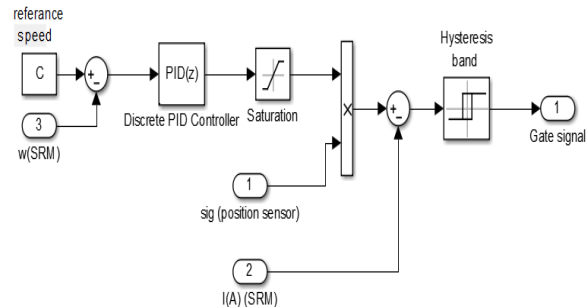 referance
speed
C
+
-
3
w(SRM)
PID(z)
Discrete PID Controller
Saturation
1
sig (position sensor)
2
I(A) (SRM)
X
+
-
Hysteresis
band
1
Gate signal